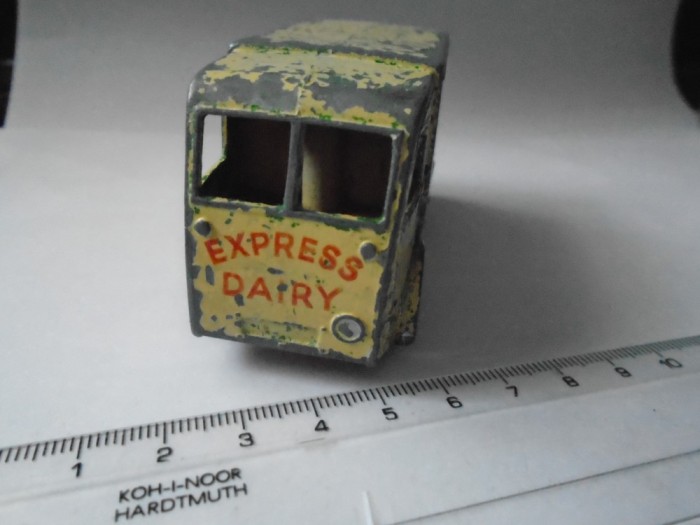 EXPRESS
DAIRY
1 2 3 4 5 6 7 8 9 10
KOH-I-NOOR
HARDTMUTH